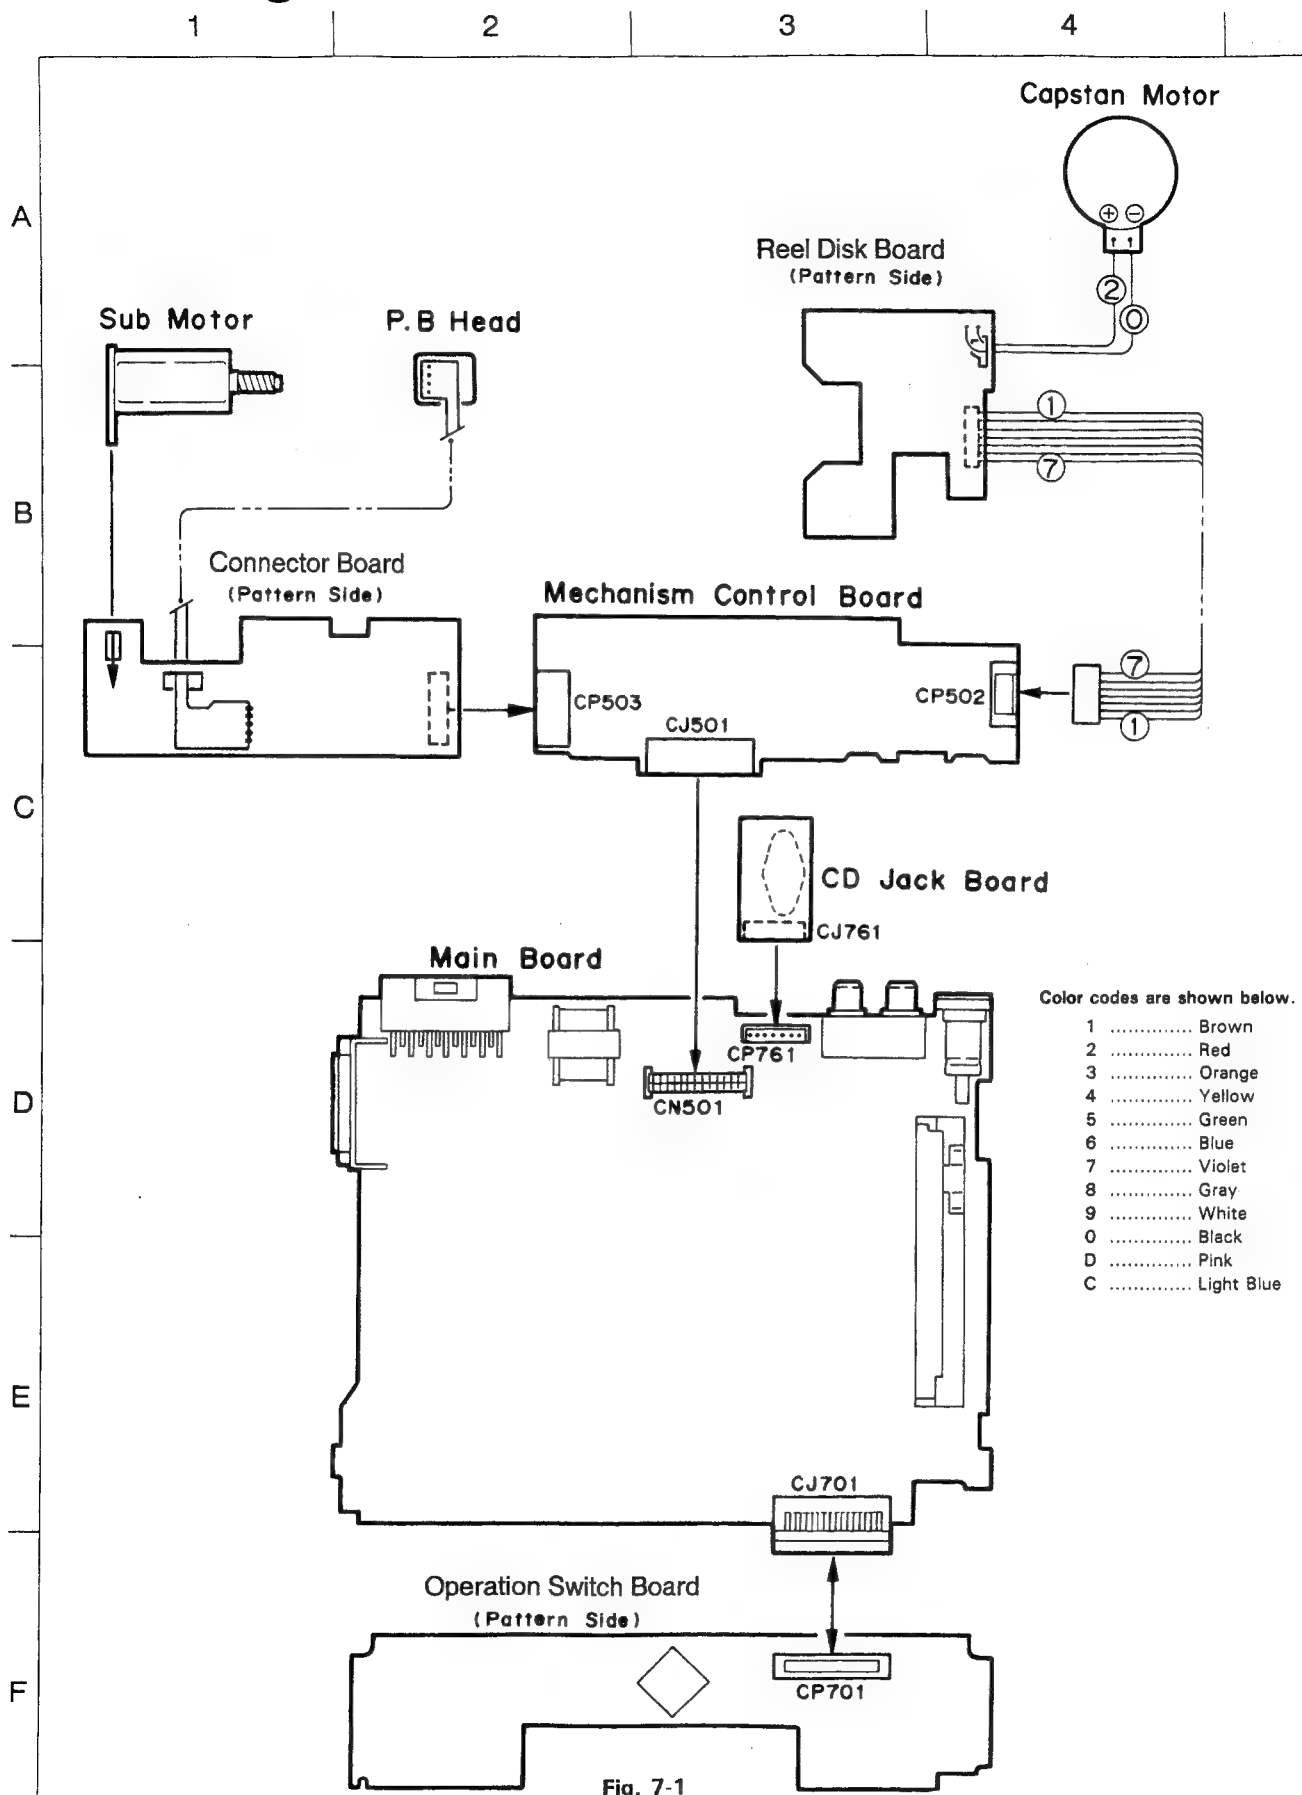 1 2 3 4
Capstan Motor
A
⊕ ⊖
Reel Disk Board
(Pattern Side)
2
0
Sub Motor
P.B Head
1
7
B
Connector Board
(Pattern Side)
Mechanism Control Board
7
CP503
CP502
CJ501
1
C
CD Jack Board
CJ761
Main Board
Color codes are shown below.
1 ............. Brown
2 ............. Red
3 ............. Orange
4 ............. Yellow
5 ............. Green
6 ............. Blue
7 ............. Violet
8 ............. Gray
9 ............. White
0 ............. Black
D ............. Pink
C ............. Light Blue
CP761
D
CN501
E
CJ701
Operation Switch Board
(Pattern Side)
F
CP701
Fig. 7-1